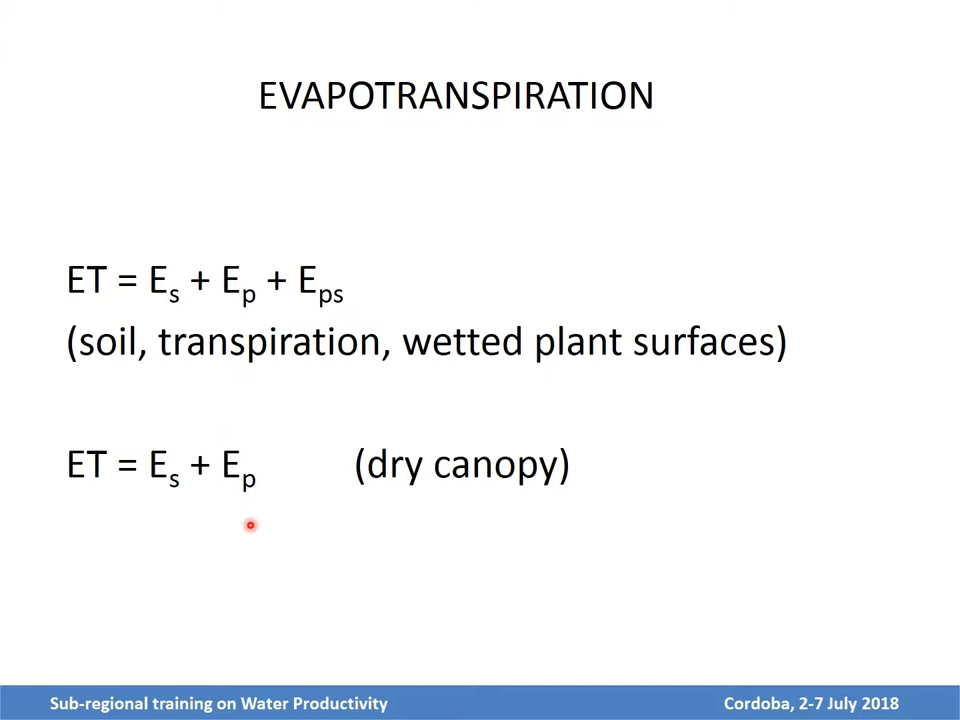 EVAPOTRANSPIRATION
ET = Es + Ep + Eps
(soil, transpiration, wetted plant surfaces)
ET = Es + Ep (dry canopy)
Sub-regional training on Water Productivity Cordoba, 2-7 July 2018